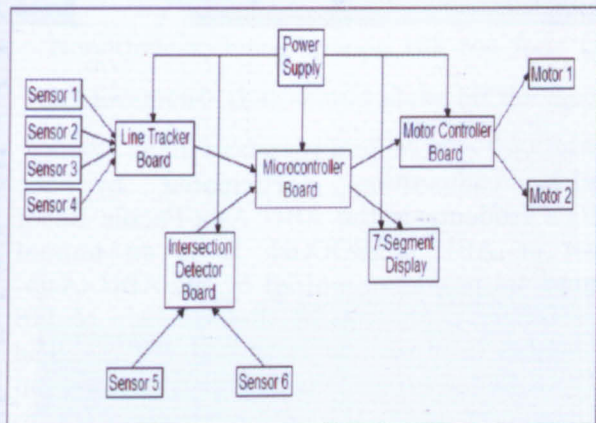 Power
Supply
Motor 1
Sensor 1
Sensor 2
Sensor 3
Sensor 4
Line Tracker
Board
Motor Controller
Board
Microcontroller
Board
Motor 2
Intersection
Detector
Board
7-Segment
Display
Sensor 5
Sensor 6